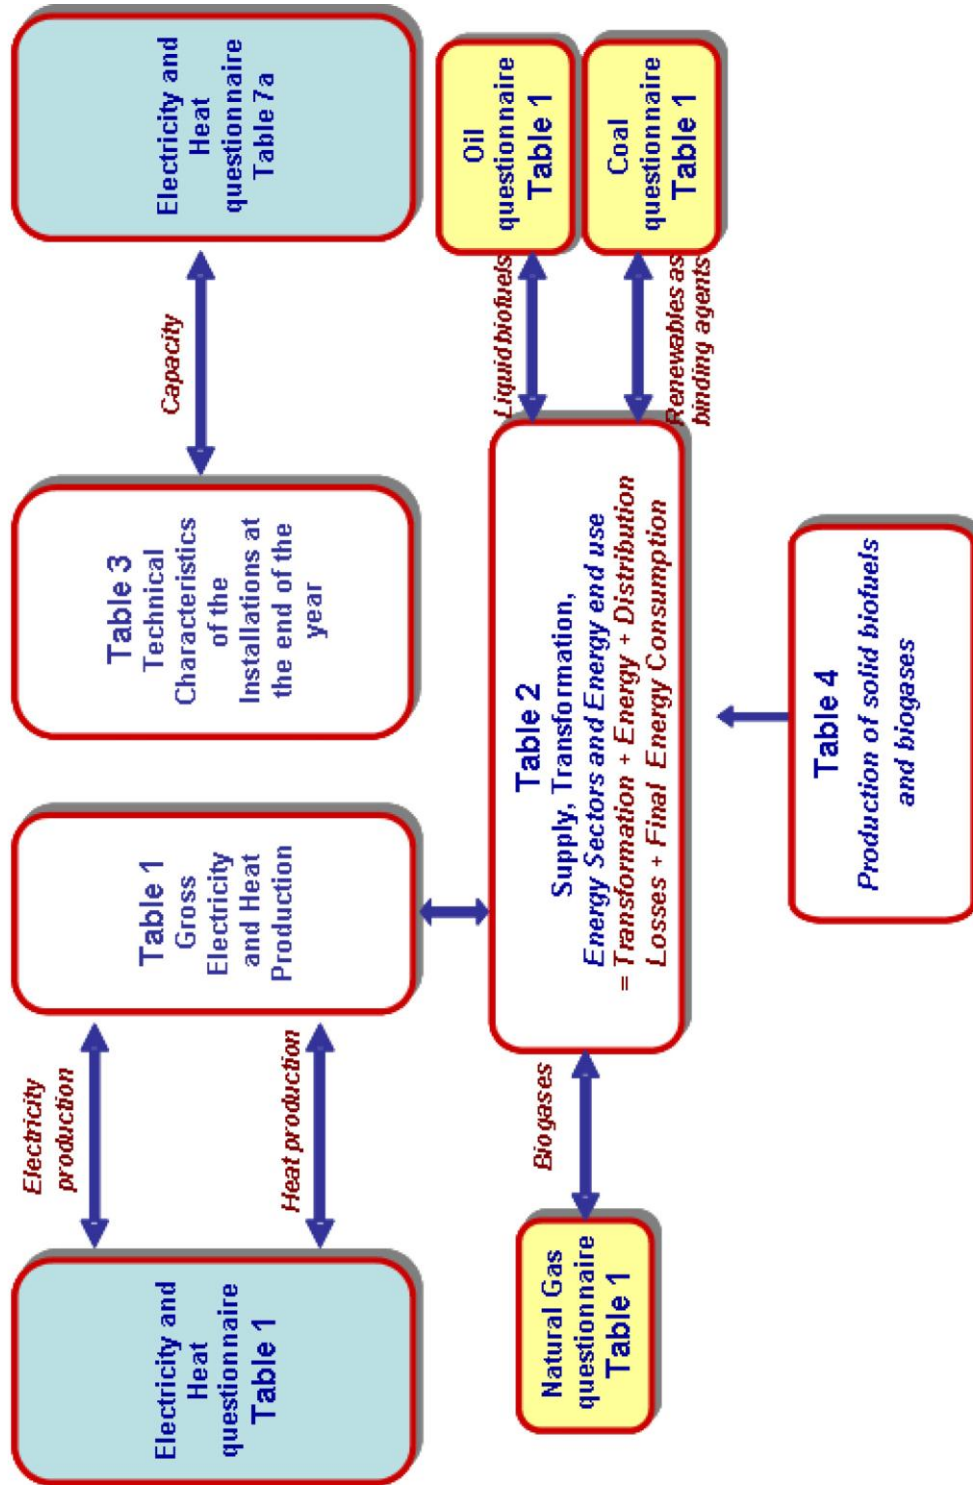 Electricity and
Heat
questionnaire
Table 1
Electricity
production
Heat production
Table 1
Gross
Electricity
and Heat
Production
Table 3
Technical
Characteristics
of the
Installations at
the end of the
year
Capacity
Electricity and
Heat
questionnaire
Table 7a
Natural Gas
questionnaire
Table 1
Biogases
Table 2
Supply, Transformation,
Energy Sectors and Energy end use
= Transformation + Energy + Distribution
Losses + Final Energy Consumption
Liquid biofuels
Oil
questionnaire
Table 1
Renewables as
binding agents
Coal
questionnaire
Table 1
Table 4
Production of solid biofuels
and biogases